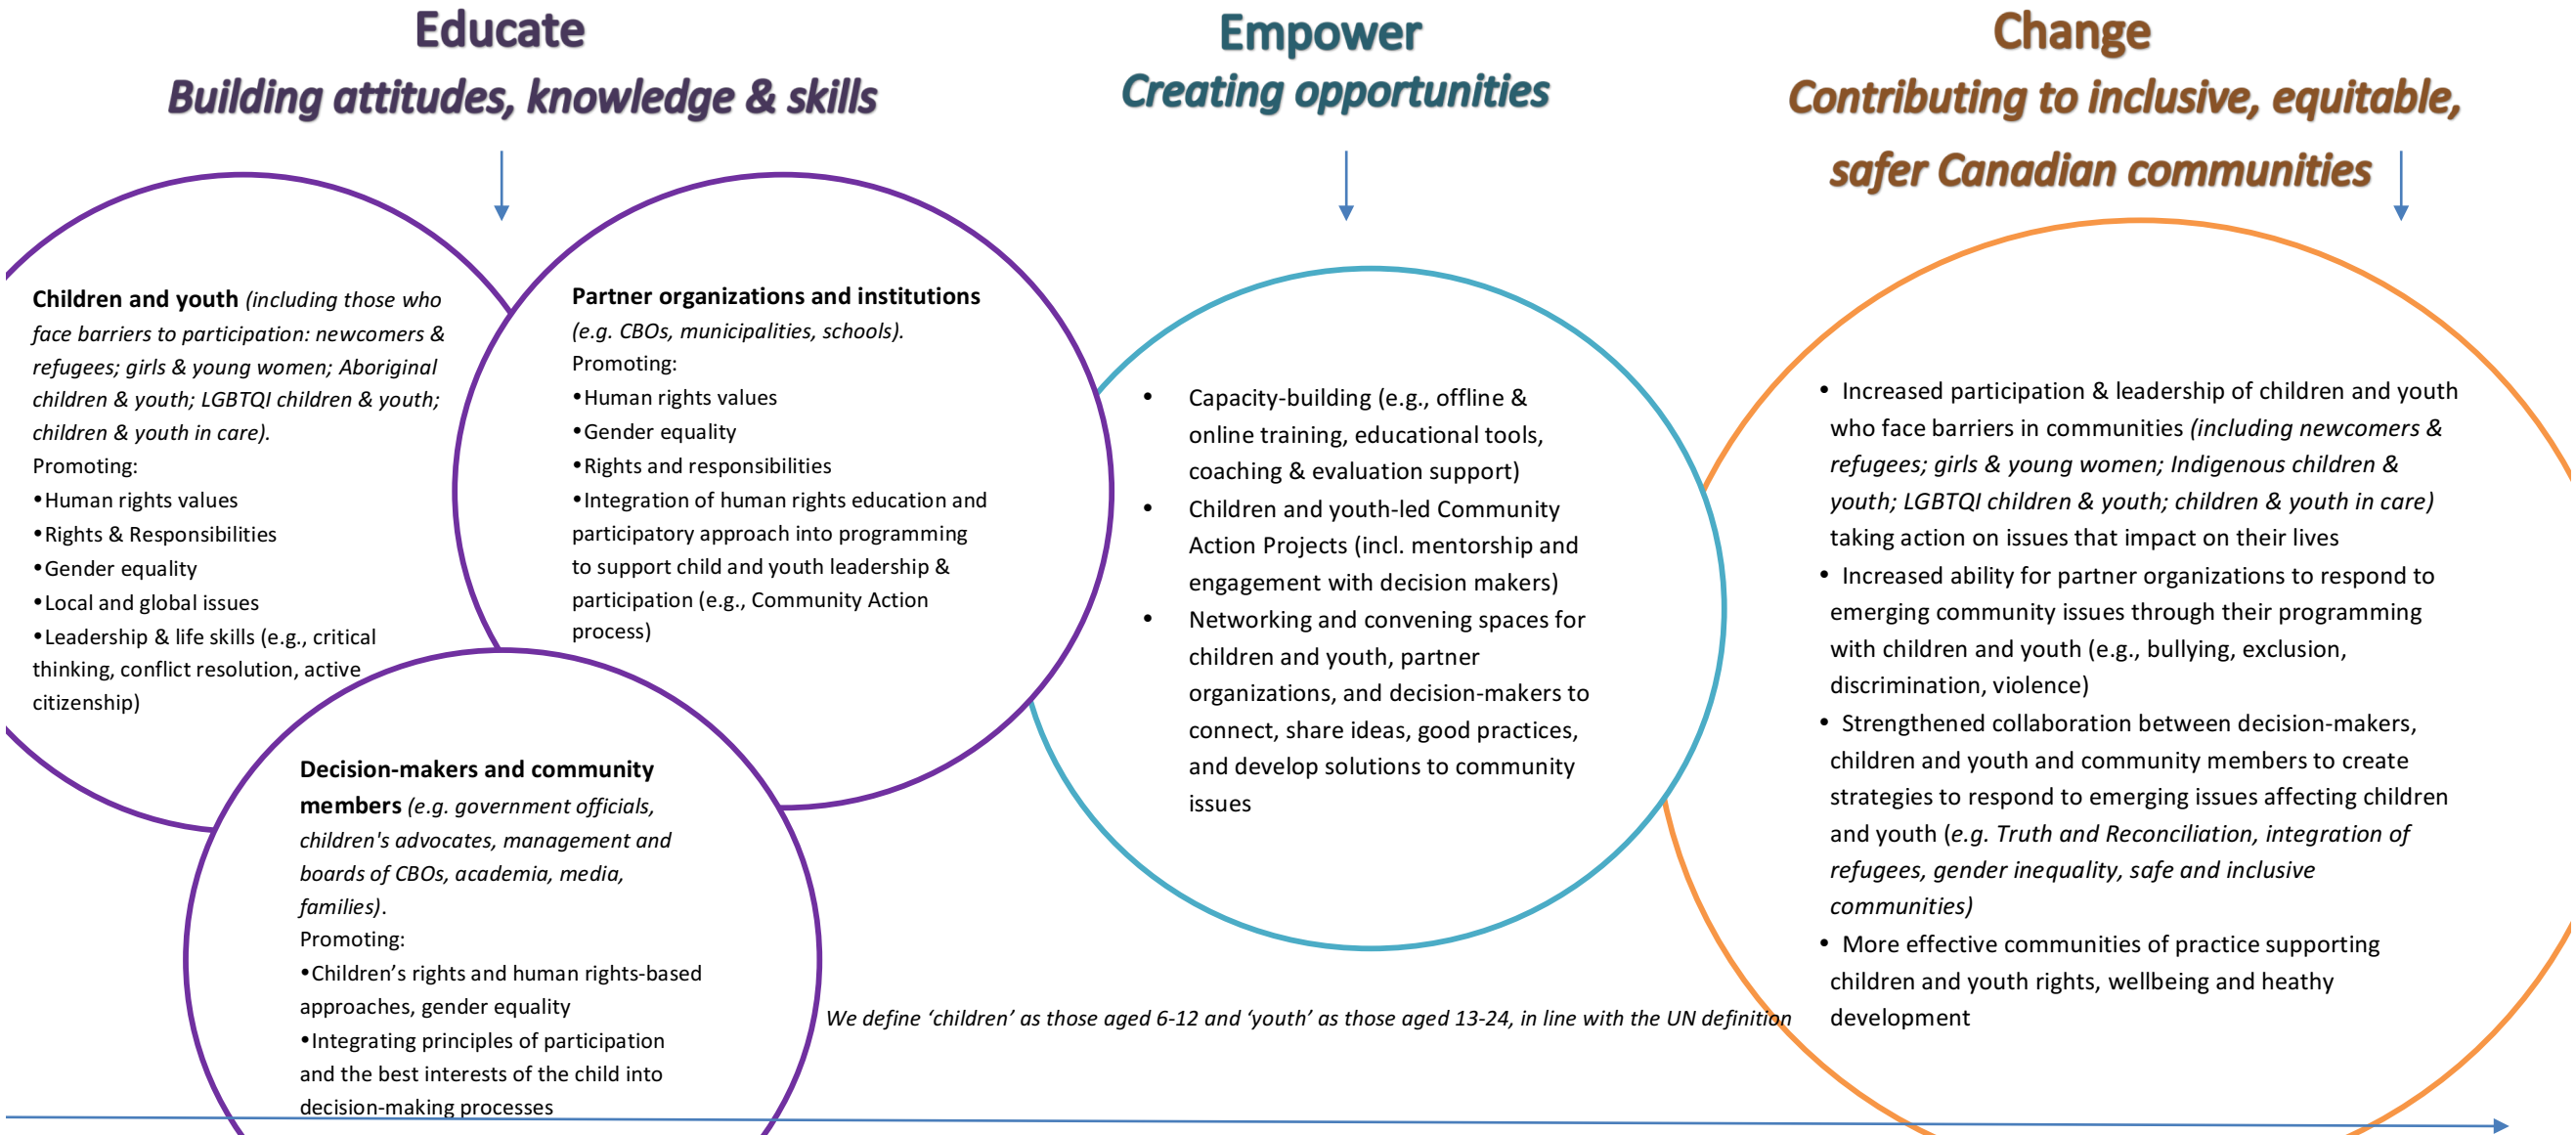 Educate
Building attitudes, knowledge & skills
Empower
Creating opportunities
Change
Contributing to inclusive, equitable,
safer Canadian communities
Children and youth (including those who
face barriers to participation: newcomers &
refugees; girls & young women; Aboriginal
children & youth; LGBTQI children & youth;
children & youth in care).
Promoting:
•Human rights values
•Rights & Responsibilities
•Gender equality
•Local and global issues
•Leadership & life skills (e.g., critical
thinking, conflict resolution, active
citizenship)
Partner organizations and institutions
(e.g. CBOs, municipalities, schools).
Promoting:
•Human rights values
•Gender equality
•Rights and responsibilities
•Integration of human rights education and
participatory approach into programming
to support child and youth leadership &
participation (e.g., Community Action
process)
Decision-makers and community
members (e.g. government officials,
children's advocates, management and
boards of CBOs, academia, media,
families).
Promoting:
•Children’s rights and human rights-based
approaches, gender equality
•Integrating principles of participation
and the best interests of the child into
decision-making processes
• Capacity-building (e.g., offline &
online training, educational tools,
coaching & evaluation support)
• Children and youth-led Community
Action Projects (incl. mentorship and
engagement with decision makers)
• Networking and convening spaces for
children and youth, partner
organizations, and decision-makers to
connect, share ideas, good practices,
and develop solutions to community
issues
We define ‘children’ as those aged 6-12 and ‘youth’ as those aged 13-24, in line with the UN definition
• Increased participation & leadership of children and youth
who face barriers in communities (including newcomers &
refugees; girls & young women; Indigenous children &
youth; LGBTQI children & youth; children & youth in care)
taking action on issues that impact on their lives
• Increased ability for partner organizations to respond to
emerging community issues through their programming
with children and youth (e.g., bullying, exclusion,
discrimination, violence)
• Strengthened collaboration between decision-makers,
children and youth and community members to create
strategies to respond to emerging issues affecting children
and youth (e.g. Truth and Reconciliation, integration of
refugees, gender inequality, safe and inclusive
communities)
• More effective communities of practice supporting
children and youth rights, wellbeing and heathy
development